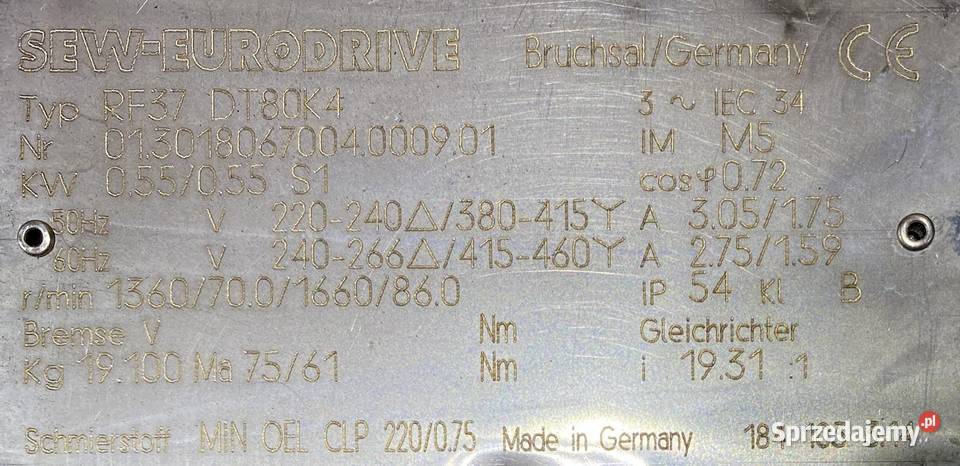 SEW-EURODRIVE Bruchsal/Germany CE
Typ RF37 DT80K4 3 ~ IEC 34
Nr 01.3018067004.0009.01 IM M5
KW 0.55/0.55 S1 cosφ 0.72
50Hz V 220-240△/380-415Y A 3.05/1.75
60Hz V 240-266△/415-460Y A 2.75/1.59
r/min 1360/70.0/1660/86.0 IP 54 Kl B
Bremse V Nm Gleichrichter
Kg 19.100 Ma 75/61 Nm i 19.31 :1
Schmierstoff MIN OEL CLP 220/0.75 Made in Germany
Sprzedajemy.pl